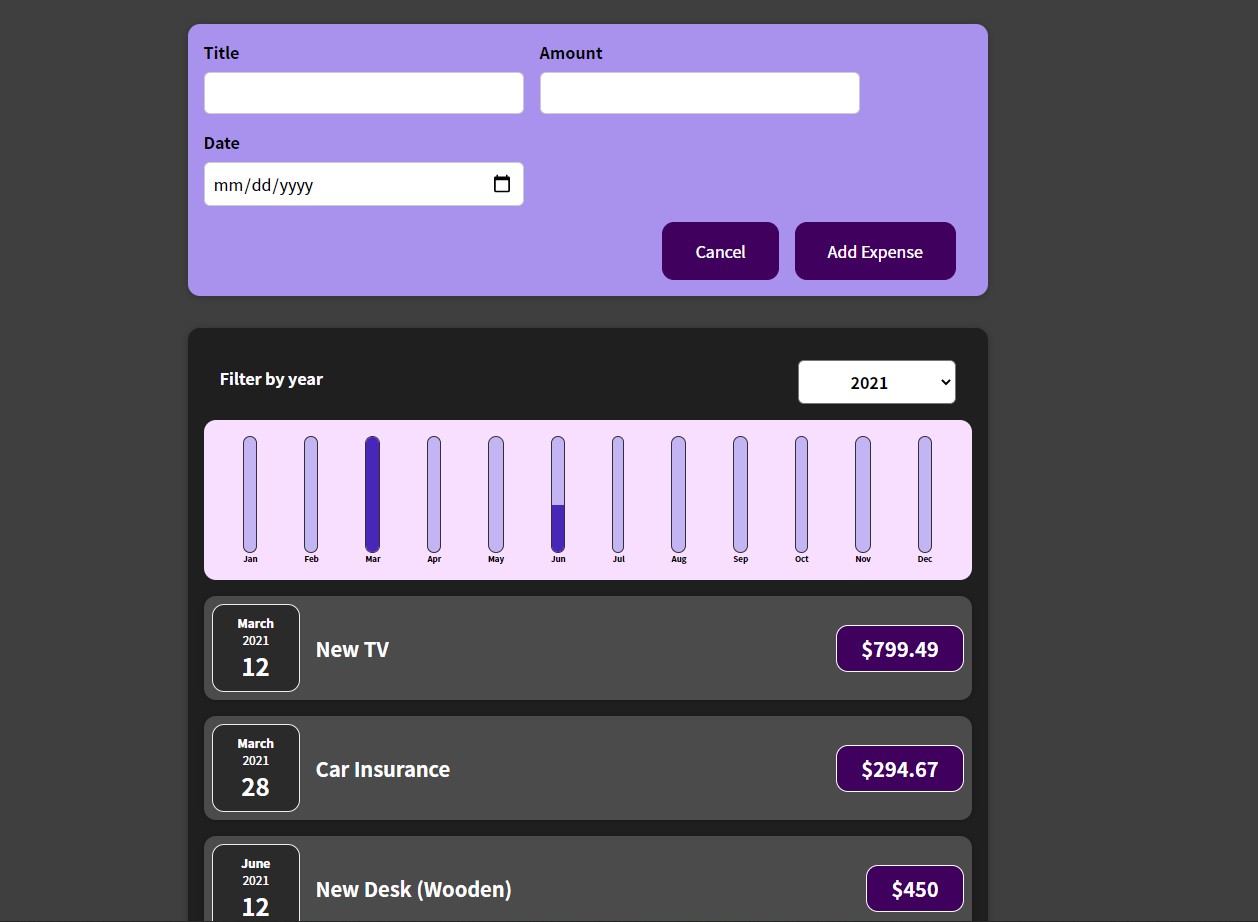 Title Amount
Date
mm/dd/yyyy
Cancel Add Expense
Filter by year 2021
Jan Feb Mar Apr May Jun Jul Aug Sep Oct Nov Dec
March
2021
12
New TV $799.49
March
2021
28
Car Insurance $294.67
June
2021
12
New Desk (Wooden) $450